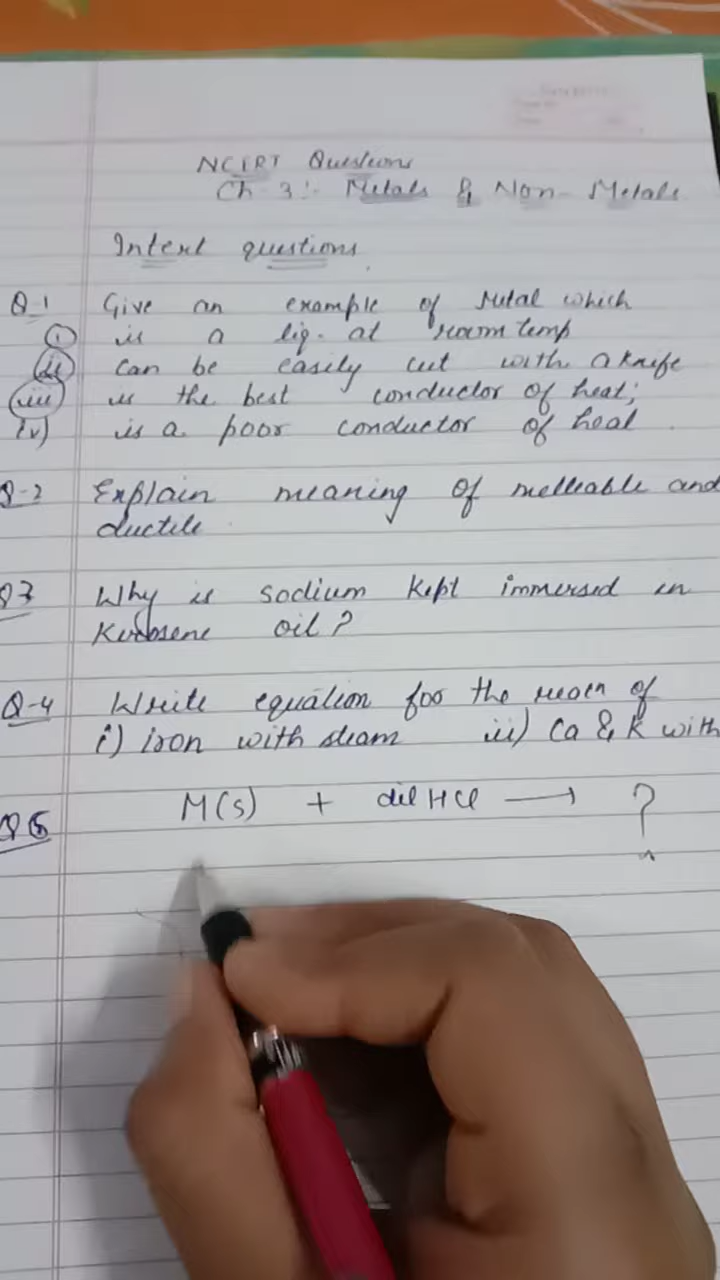 NCERT Questions
Ch-3:- Metals & Non-Metals
Intext questions.
Q-1 Give an example of Metal which
(i) is a liq. at room temp
(ii) can be easily cut with a knife
(iii) is the best conductor of heat;
iv) is a poor conductor of heat.
Q-2 Explain meaning of melleable and
ductile.
Q3 Why is sodium kept immersed in
Kerosene oil?
Q-4 Write equation for the reacn of
i) iron with steam ii) Ca & K with
Q5 M(s) + dil HCl → ?